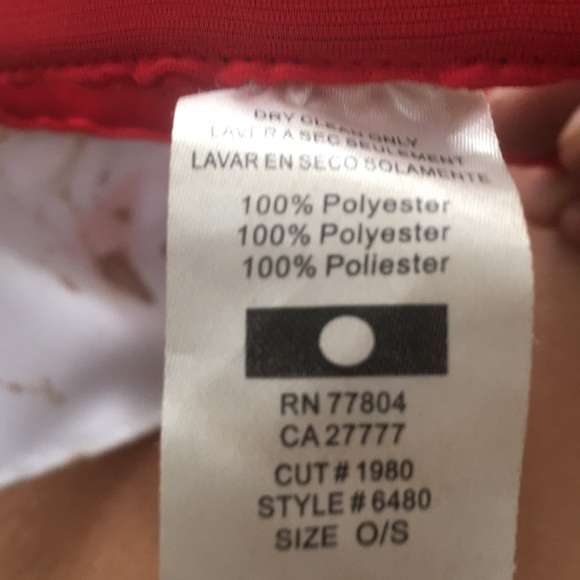 DRY CLEAN ONLY
LAVER A SEC SEULEMENT
LAVAR EN SECO SOLAMENTE
100% Polyester
100% Polyester
100% Poliester
RN 77804
CA 27777
CUT # 1980
STYLE # 6480
SIZE O/S